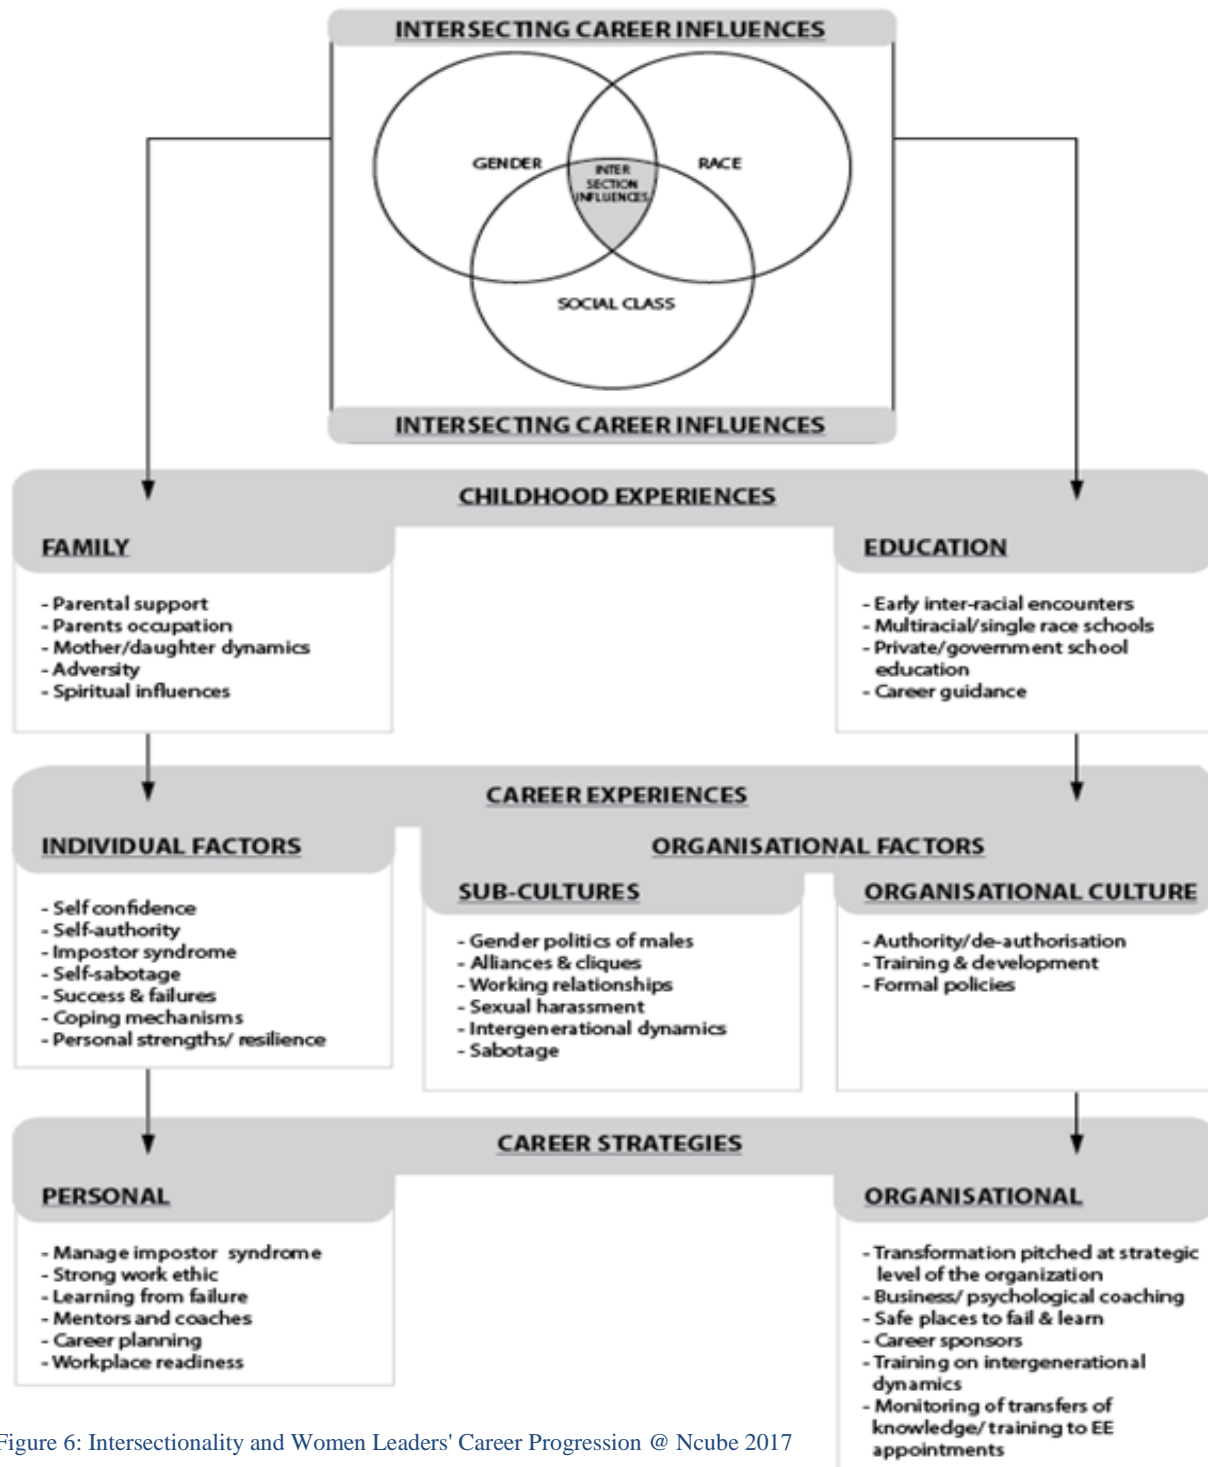 INTERSECTING CAREER INFLUENCES
GENDER
RACE
INTER
SECTION
INFLUENCES
SOCIAL CLASS
INTERSECTING CAREER INFLUENCES
CHILDHOOD EXPERIENCES
FAMILY
- Parental support
- Parents occupation
- Mother/daughter dynamics
- Adversity
- Spiritual influences
EDUCATION
- Early inter-racial encounters
- Multiracial/single race schools
- Private/government school
education
- Career guidance
CAREER EXPERIENCES
INDIVIDUAL FACTORS
- Self confidence
- Self-authority
- Impostor syndrome
- Self-sabotage
- Success & failures
- Coping mechanisms
- Personal strengths/ resilience
ORGANISATIONAL FACTORS
SUB-CULTURES
- Gender politics of males
- Alliances & cliques
- Working relationships
- Sexual harassment
- Intergenerational dynamics
- Sabotage
ORGANISATIONAL CULTURE
- Authority/de-authorisation
- Training & development
- Formal policies
CAREER STRATEGIES
PERSONAL
- Manage impostor syndrome
- Strong work ethic
- Learning from failure
- Mentors and coaches
- Career planning
- Workplace readiness
ORGANISATIONAL
- Transformation pitched at strategic
level of the organization
- Business/ psychological coaching
- Safe places to fail & learn
- Career sponsors
- Training on intergenerational
dynamics
- Monitoring of transfers of
knowledge/ training to EE
appointments
Figure 6: Intersectionality and Women Leaders' Career Progression @ Ncube 2017